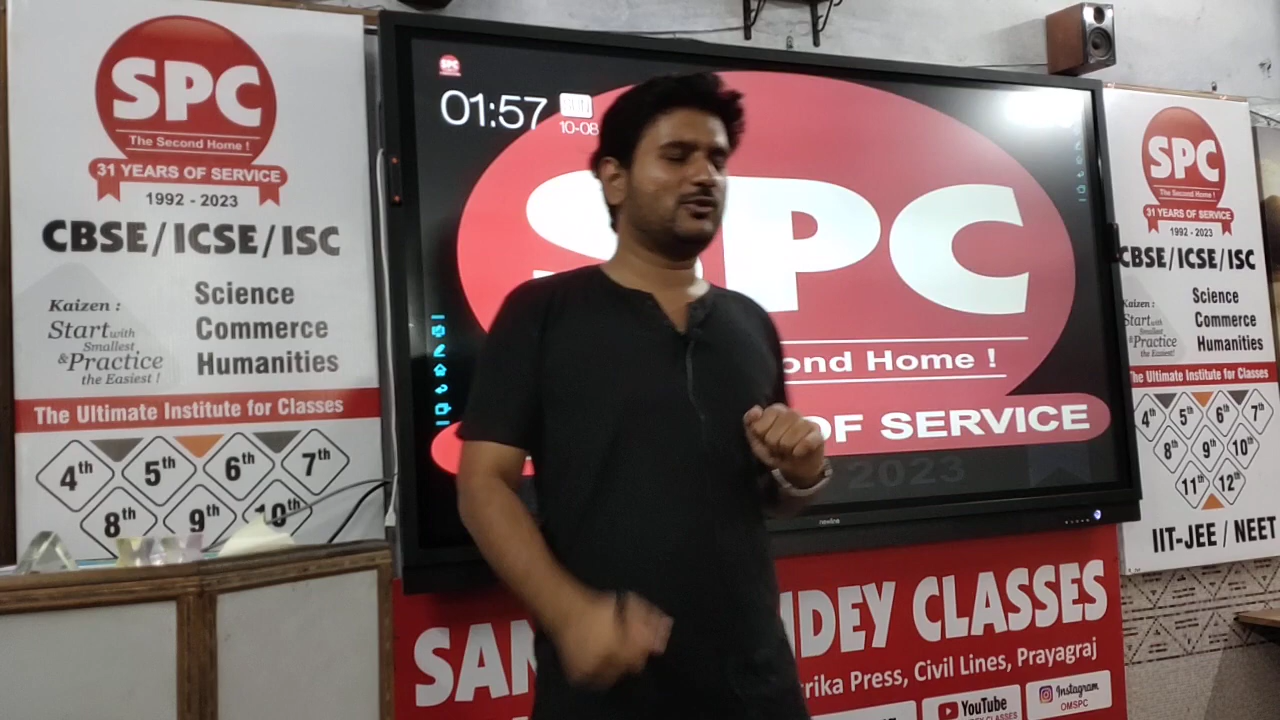 SPC
The Second Home !
31 YEARS OF SERVICE
1992 - 2023
CBSE/ICSE/ISC
Kaizen :
Start with
Smallest
& Practice
the Easiest !
Science
Commerce
Humanities
The Ultimate Institute for Classes
4th 5th 6th 7th
8th 9th 10th
01:57
SUN
10-08
SPC
ond Home !
OF SERVICE
2023
newline
SAN
NDEY CLASSES
rika Press, Civil Lines, Prayagraj
YouTube
DEY CLASSES
Instagram
OMSPC
SPC
The Second Home !
31 YEARS OF SERVICE
1992 - 2023
CBSE/ICSE/ISC
Kaizen :
Start with
Smallest
& Practice
the Easiest!
Science
Commerce
Humanities
The Ultimate Institute for Classes
4th 5th 6th 7th
8th 9th 10th
11th 12th
IIT-JEE / NEET